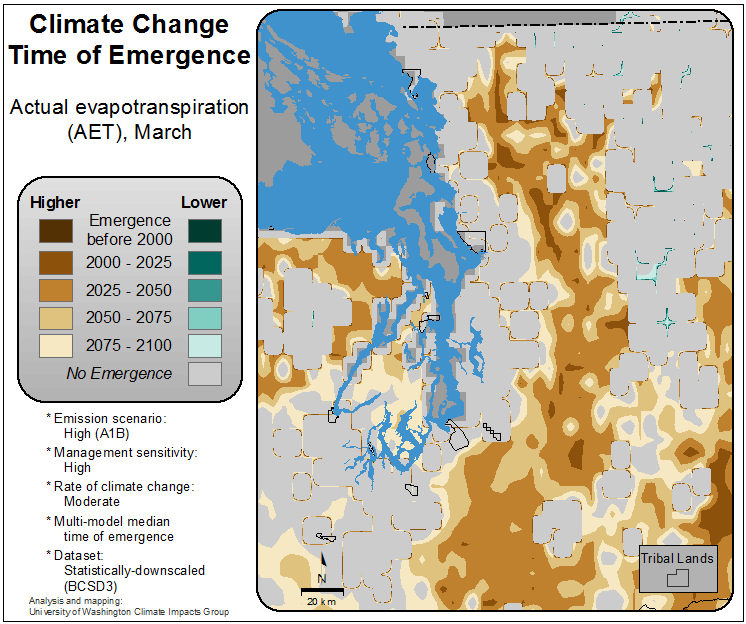 Climate Change
Time of Emergence
Actual evapotranspiration
(AET), March
Higher Lower
Emergence
before 2000
2000 - 2025
2025 - 2050
2050 - 2075
2075 - 2100
No Emergence
* Emission scenario:
High (A1B)
* Management sensitivity:
High
* Rate of climate change:
Moderate
* Multi-model median
time of emergence
* Dataset:
Statistically-downscaled
(BCSD3)
Analysis and mapping:
University of Washington Climate Impacts Group
N
20 km
Tribal Lands